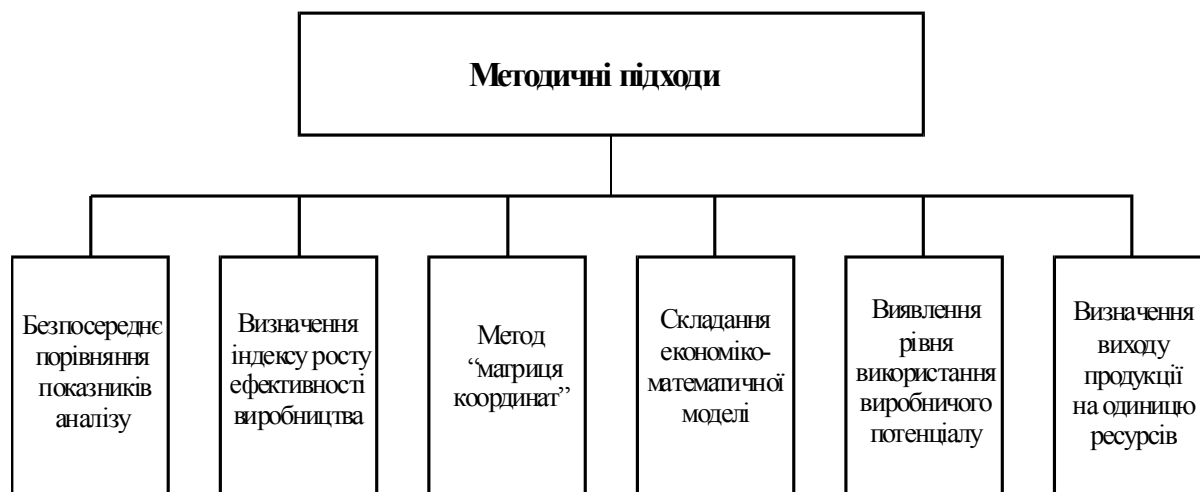 Методичні підходи
Безпосереднє
порівняння
показників
аналізу
Визначення
індексу росту
ефективності
виробництва
Метод
“матриця
координат”
Складання
економіко-
математичної
моделі
Виявлення
рівня
використання
виробничого
потенціалу
Визначення
виходу
продукції
на одиницю
ресурсів